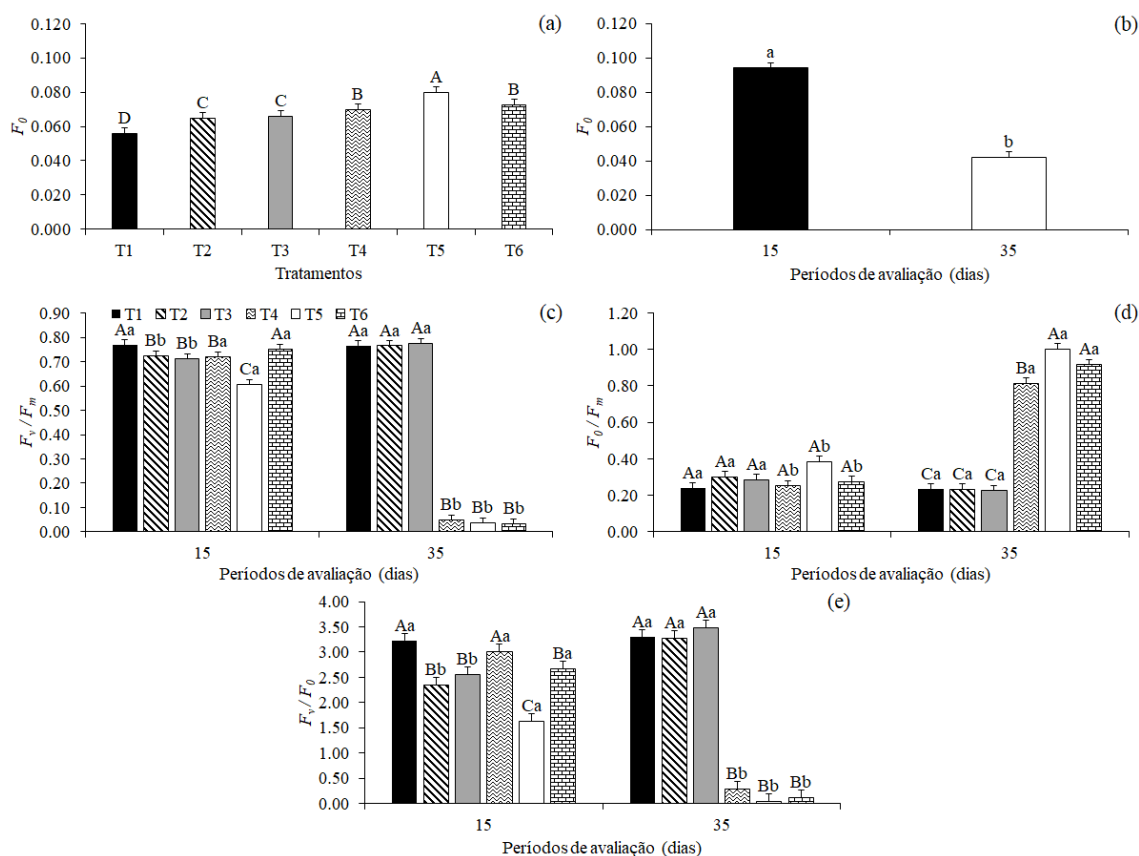 (a)
0.120
0.100
0.080
0.060
0.040
0.020
0.000
F0
D C C B A B
T1 T2 T3 T4 T5 T6
Tratamentos
(b)
0.120
0.100
0.080
0.060
0.040
0.020
0.000
F0
a b
15 35
Períodos de avaliação (dias)
(c)
0.90
0.80
0.70
0.60
0.50
0.40
0.30
0.20
0.10
0.00
Fv / Fm
T1 T2 T3 T4 T5 T6
Aa Bb Bb Ba Ca Aa Aa Aa Aa Bb Bb Bb
15 35
Períodos de avaliação (dias)
(d)
1.20
1.00
0.80
0.60
0.40
0.20
0.00
F0 / Fm
Aa Aa Aa Ab Ab Ab Ca Ca Ca Ba Aa Aa
15 35
Períodos de avaliação (dias)
(e)
4.00
3.50
3.00
2.50
2.00
1.50
1.00
0.50
0.00
Fv / F0
Aa Bb Bb Aa Ca Ba Aa Aa Aa Bb Bb Bb
15 35
Períodos de avaliação (dias)